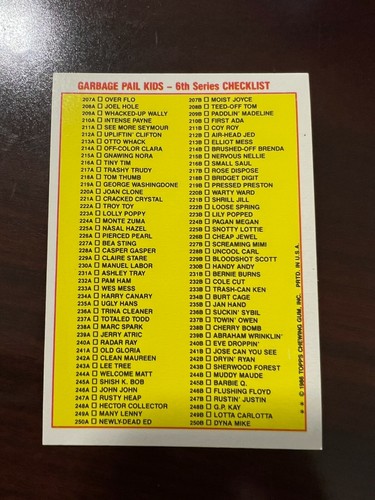 GARBAGE PAIL KIDS – 6th Series CHECKLIST
207A ☐ OVER FLO
208A ☐ JOEL HOLE
209A ☐ WHACKED-UP WALLY
210A ☐ INTENSE PAYNE
211A ☐ SEE MORE SEYMOUR
212A ☐ UPLIFTIN' CLIFTON
213A ☐ OTTO WHACK
214A ☐ OFF-COLOR CLARA
215A ☐ GNAWING NORA
216A ☐ TINY TIM
217A ☐ TRASHY TRUDY
218A ☐ TOM THUMB
219A ☐ GEORGE WASHINGDONE
220A ☐ JOAN CLONE
221A ☐ CRACKED CRYSTAL
222A ☐ TROY TOY
223A ☐ LOLLY POPPY
224A ☐ MONTE ZUMA
225A ☐ NASAL HAZEL
226A ☐ PIERCED PEARL
227A ☐ BEA STING
228A ☐ CASPER GASPER
229A ☐ CLAIRE STARE
230A ☐ MANUEL LABOR
231A ☐ ASHLEY TRAY
232A ☐ PAM HAM
233A ☐ WES MESS
234A ☐ HARRY CANARY
235A ☐ UGLY HANS
236A ☐ TRINA CLEANER
237A ☐ TOTALED TODD
238A ☐ MARC SPARK
239A ☐ JERRY ATRIC
240A ☐ RADAR RAY
241A ☐ OLD GLORIA
242A ☐ CLEAN MAUREEN
243A ☐ LEE TREE
244A ☐ WELCOME MATT
245A ☐ SHISH K. BOB
246A ☐ JOHN JOHN
247A ☐ RUSTY HEAP
248A ☐ HECTOR COLLECTOR
249A ☐ MANY LENNY
250A ☐ NEWLY-DEAD ED
207B ☐ MOIST JOYCE
208B ☐ TEED-OFF TOM
209B ☐ PADDLIN' MADELINE
210B ☐ FIRST ADA
211B ☐ COY ROY
212B ☐ AIR-HEAD JED
213B ☐ ELLIOT MESS
214B ☐ BRUSHED-OFF BRENDA
215B ☐ NERVOUS NELLIE
216B ☐ SMALL SAUL
217B ☐ ROSE DISPOSE
218B ☐ BRIDGET DIGIT
219B ☐ PRESSED PRESTON
220B ☐ WARTY WARD
221B ☐ SHRILL JILL
222B ☐ LOOSE SPRING
223B ☐ LILY POPPED
224B ☐ PAGAN MEGAN
225B ☐ SNOTTY LOTTIE
226B ☐ CHEAP JEWEL
227B ☐ SCREAMING MIMI
228B ☐ UNCOOL CARL
229B ☐ BLOODSHOT SCOTT
230B ☐ HANDY ANDY
231B ☐ BERNIE BURNS
232B ☐ COLE CUT
233B ☐ TRASH-CAN KEN
234B ☐ BURT CAGE
235B ☐ JAN HAND
236B ☐ SUCKIN' SYBIL
237B ☐ TOWIN' OWEN
238B ☐ CHERRY BOMB
239B ☐ ABRAHAM WRINKLIN'
240B ☐ EVE DROPPIN'
241B ☐ JOSE CAN YOU SEE
242B ☐ DRYIN' RYAN
243B ☐ SHERWOOD FOREST
244B ☐ MUDDY MAUDE
245B ☐ BARBIE Q.
246B ☐ FLUSHING FLOYD
247B ☐ RUSTIN' JUSTIN
248B ☐ G.P. KAY
249B ☐ LOTTA CARLOTTA
250B ☐ DYNA MIKE
* * © 1986 TOPPS CHEWING GUM, INC. PRTD. IN U.S.A.